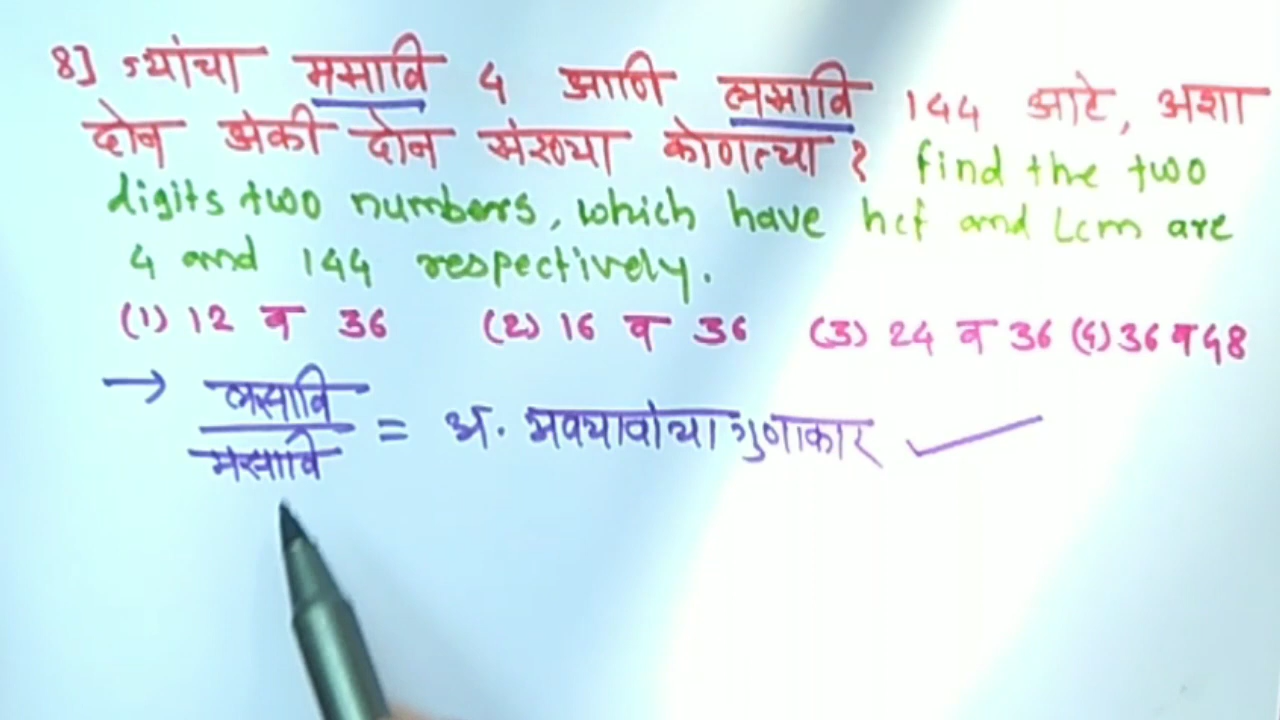 8] ज्यांचा मसावि 4 आणि लसावि 144 आहे, अशा
दोन अंकी दोन संख्या कोणत्या ? find the two
digits two numbers, which have hcf and Lcm are
4 and 144 respectively.
(1) 12 व 36 (2) 16 व 36 (3) 24 व 36 (4) 36 व 48
→ लसावि / मसावि = अ. अवयवांचा गुणाकार ✓